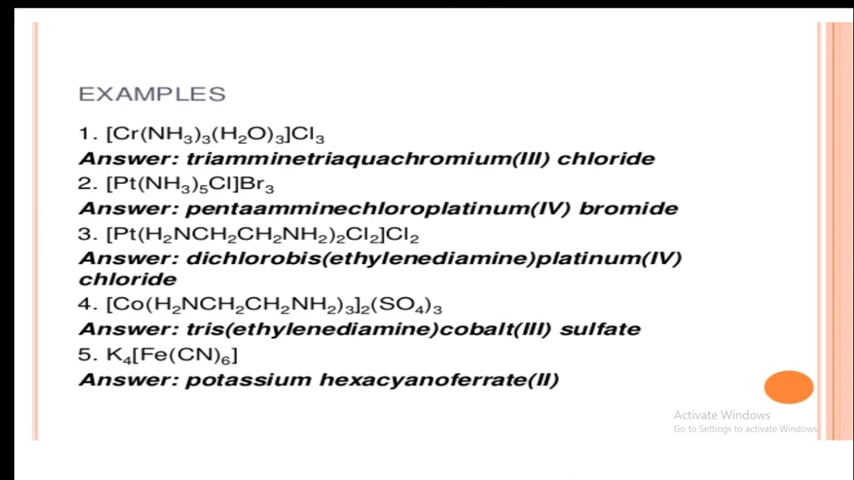 EXAMPLES
1. [Cr(NH₃)₃(H₂O)₃]Cl₃
Answer: triamminetriaquachromium(III) chloride
2. [Pt(NH₃)₅Cl]Br₃
Answer: pentaamminechloroplatinum(IV) bromide
3. [Pt(H₂NCH₂CH₂NH₂)₂Cl₂]Cl₂
Answer: dichlorobis(ethylenediamine)platinum(IV)
chloride
4. [Co(H₂NCH₂CH₂NH₂)₃]₂(SO₄)₃
Answer: tris(ethylenediamine)cobalt(III) sulfate
5. K₄[Fe(CN)₆]
Answer: potassium hexacyanoferrate(II)
Activate Windows
Go to Settings to activate Windows.